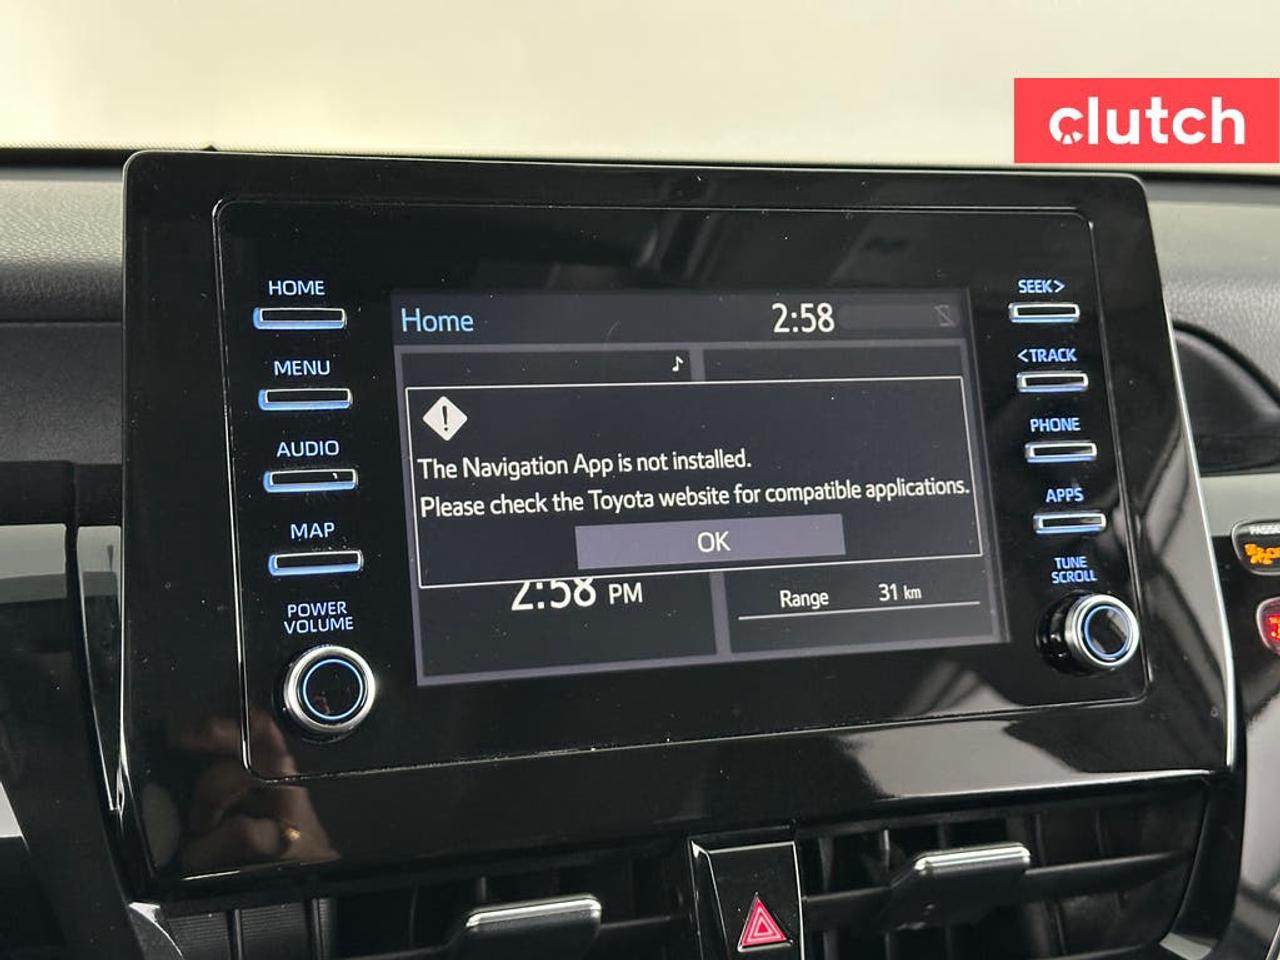 clutch
HOME
MENU
AUDIO
MAP
POWER
VOLUME
Home
2:58
The Navigation App is not installed.
Please check the Toyota website for compatible applications.
OK
2:58 PM
Range 31 km
SEEK>
<TRACK
PHONE
APPS
TUNE
SCROLL